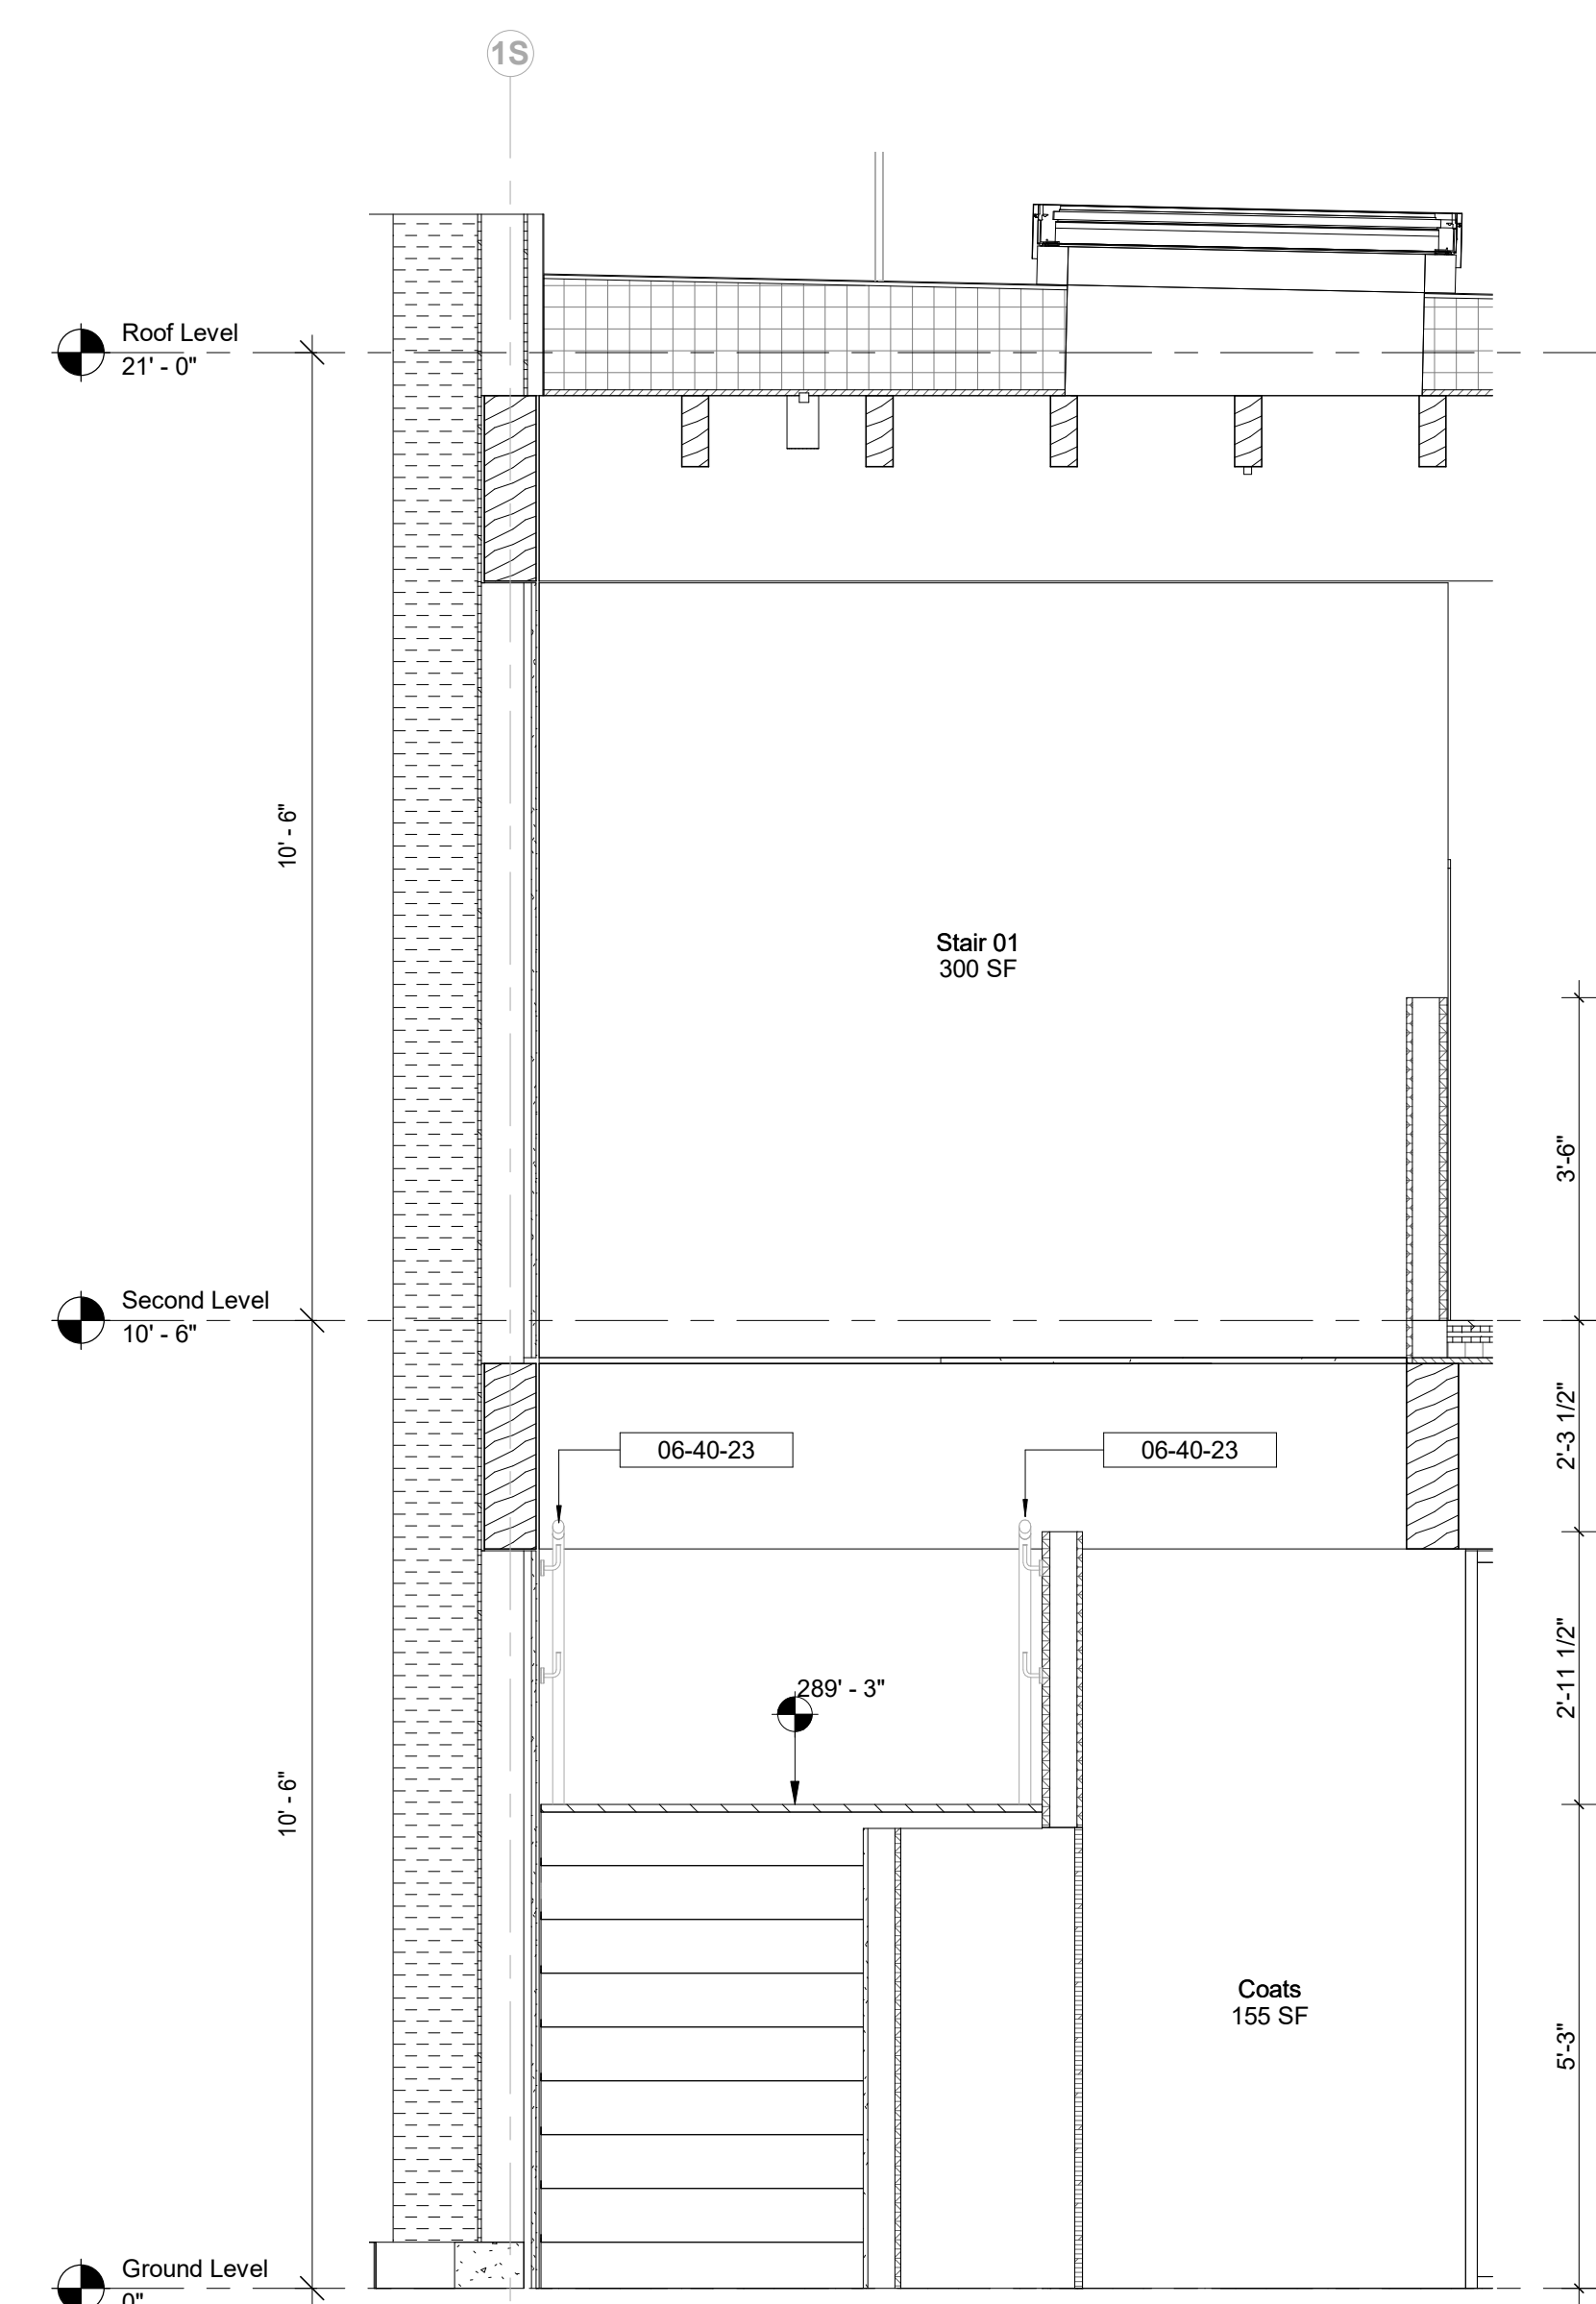 1S
Roof Level
21' - 0"
10' - 6"
Stair 01
300 SF
3'-6"
Second Level
10' - 6"
2'-3 1/2"
06-40-23
06-40-23
2'-11 1/2"
289' - 3"
10' - 6"
Coats
155 SF
5'-3"
Ground Level
0"